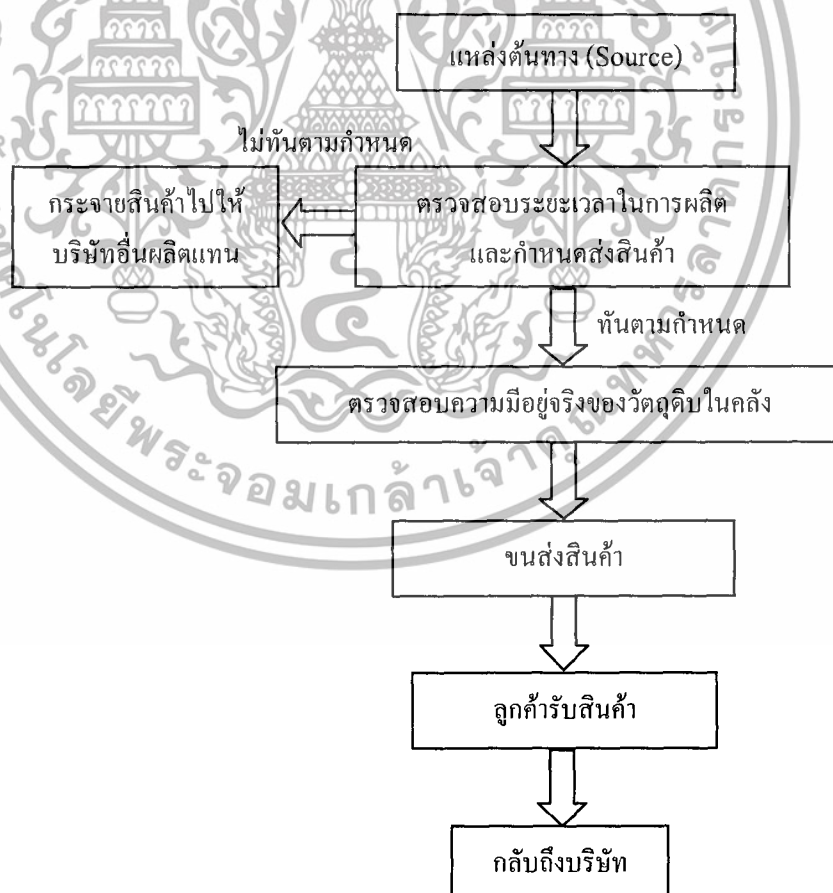 แหล่งต้นทาง (Source)
ไม่ทันตามกำหนด
กระจายสินค้าไปให้
บริษัทอื่นผลิตแทน
ตรวจสอบระยะเวลาในการผลิต
และกำหนดส่งสินค้า
ทันตามกำหนด
ตรวจสอบความมีอยู่จริงของวัตถุดิบในคลัง
ขนส่งสินค้า
ลูกค้ารับสินค้า
กลับถึงบริษัท